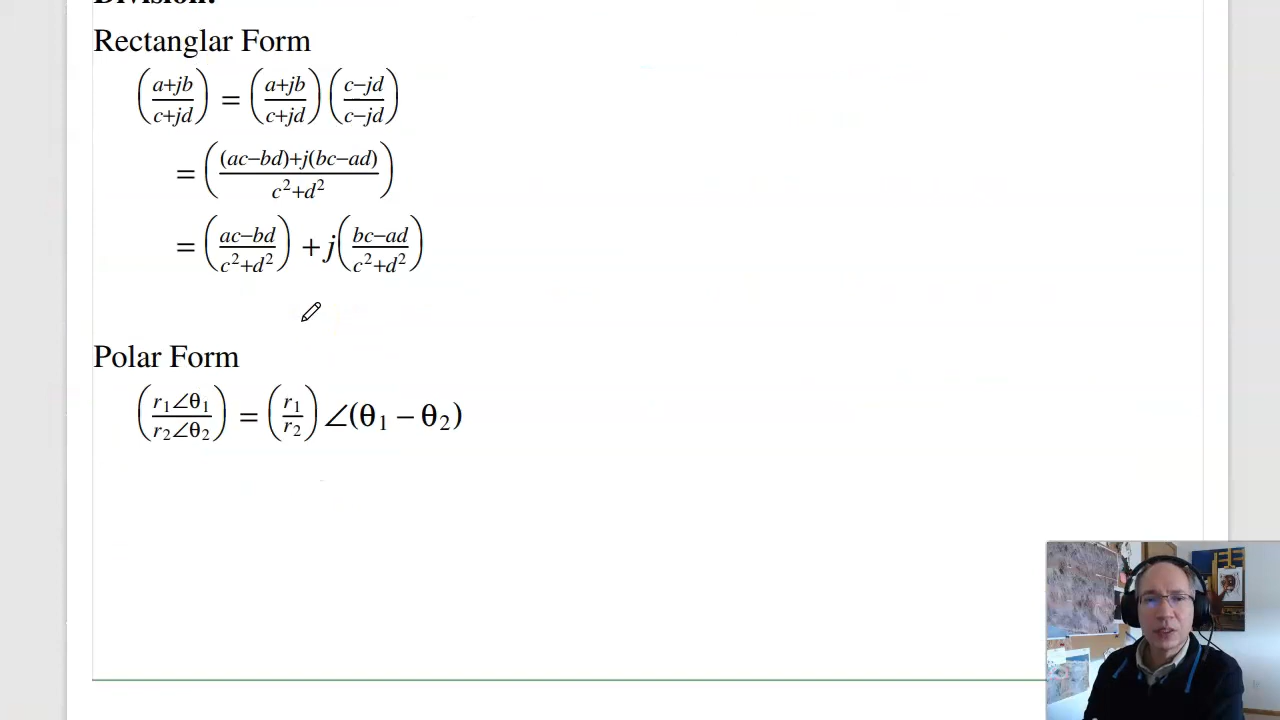 Division:
Rectanglar Form
(a+jb / c+jd) = (a+jb / c+jd) (c−jd / c−jd)
= ((ac−bd)+j(bc−ad) / c²+d²)
= (ac−bd / c²+d²) + j(bc−ad / c²+d²)
Polar Form
(r₁∠θ₁ / r₂∠θ₂) = (r₁ / r₂) ∠(θ₁ − θ₂)